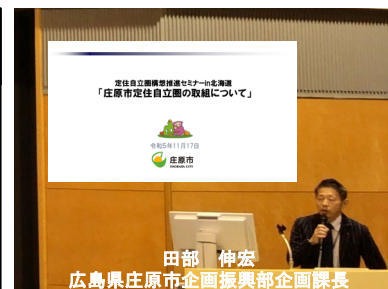 定住自立圏構想推進セミナーin北海道
「庄原市定住自立圏の取組について」
令和5年11月17日
庄原市
SHOBARA CITY
田部　伸宏
広島県庄原市企画振興部企画課長